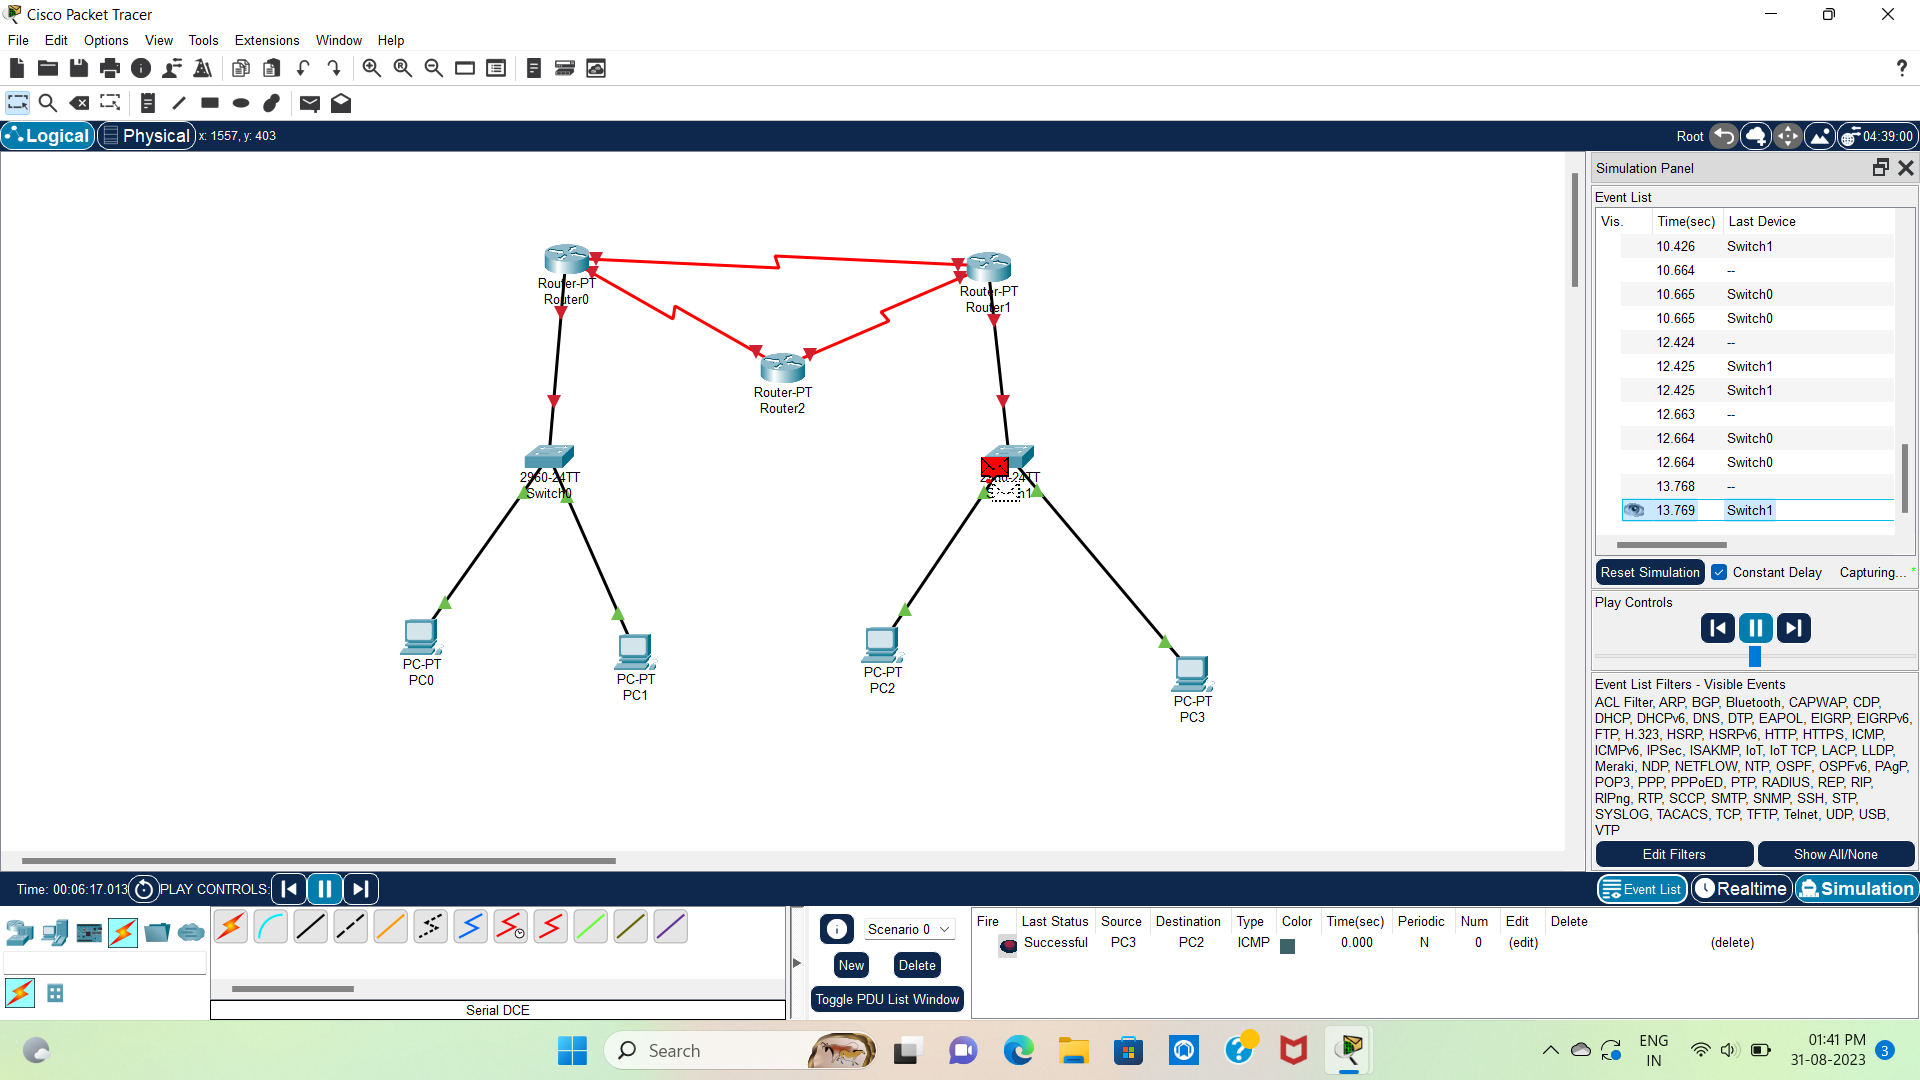 Cisco Packet Tracer
File Edit Options View Tools Extensions Window Help
?
Logical Physical x: 1557, y: 403
Root 04:39:00
Router-PT
Router0
Router-PT
Router1
Router-PT
Router2
2960-24TT
Switch0
PC-PT
PC0
PC-PT
PC1
PC-PT
PC2
PC-PT
PC3
Simulation Panel
Event List
Vis. Time(sec) Last Device
10.426 Switch1
10.664 --
10.665 Switch0
10.665 Switch0
12.424 --
12.425 Switch1
12.425 Switch1
12.663 --
12.664 Switch0
12.664 Switch0
13.768 --
13.769 Switch1
Reset Simulation Constant Delay Capturing...
Play Controls
Event List Filters - Visible Events
ACL Filter, ARP, BGP, Bluetooth, CAPWAP, CDP,
DHCP, DHCPv6, DNS, DTP, EAPOL, EIGRP, EIGRPv6,
FTP, H.323, HSRP, HSRPv6, HTTP, HTTPS, ICMP,
ICMPv6, IPSec, ISAKMP, IoT, IoT TCP, LACP, LLDP,
Meraki, NDP, NETFLOW, NTP, OSPF, OSPFv6, PAgP,
POP3, PPP, PPPoED, PTP, RADIUS, REP, RIP,
RIPng, RTP, SCCP, SMTP, SNMP, SSH, STP,
SYSLOG, TACACS, TCP, TFTP, Telnet, UDP, USB,
VTP
Edit Filters Show All/None
Time: 00:06:17.013 PLAY CONTROLS:
Event List Realtime Simulation
Serial DCE
Scenario 0
New Delete
Toggle PDU List Window
Fire Last Status Source Destination Type Color Time(sec) Periodic Num Edit Delete
Successful PC3 PC2 ICMP 0.000 N 0 (edit) (delete)
Search
ENG
IN
01:41 PM
31-08-2023
3